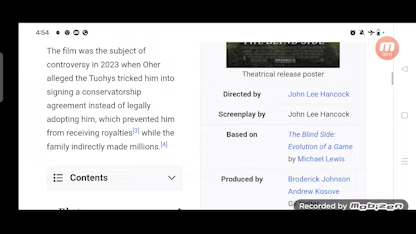 4:54
THE BLIND SIDE
The film was the subject of
controversy in 2023 when Oher
alleged the Tuohys tricked him into
signing a conservatorship
agreement instead of legally
adopting him, which prevented him
from receiving royalties[3] while the
family indirectly made millions.[4]
Contents
Theatrical release poster
Directed by John Lee Hancock
Screenplay by John Lee Hancock
Based on The Blind Side:
Evolution of a Game
by Michael Lewis
Produced by Broderick Johnson
Andrew Kosove
Recorded by Mobizen